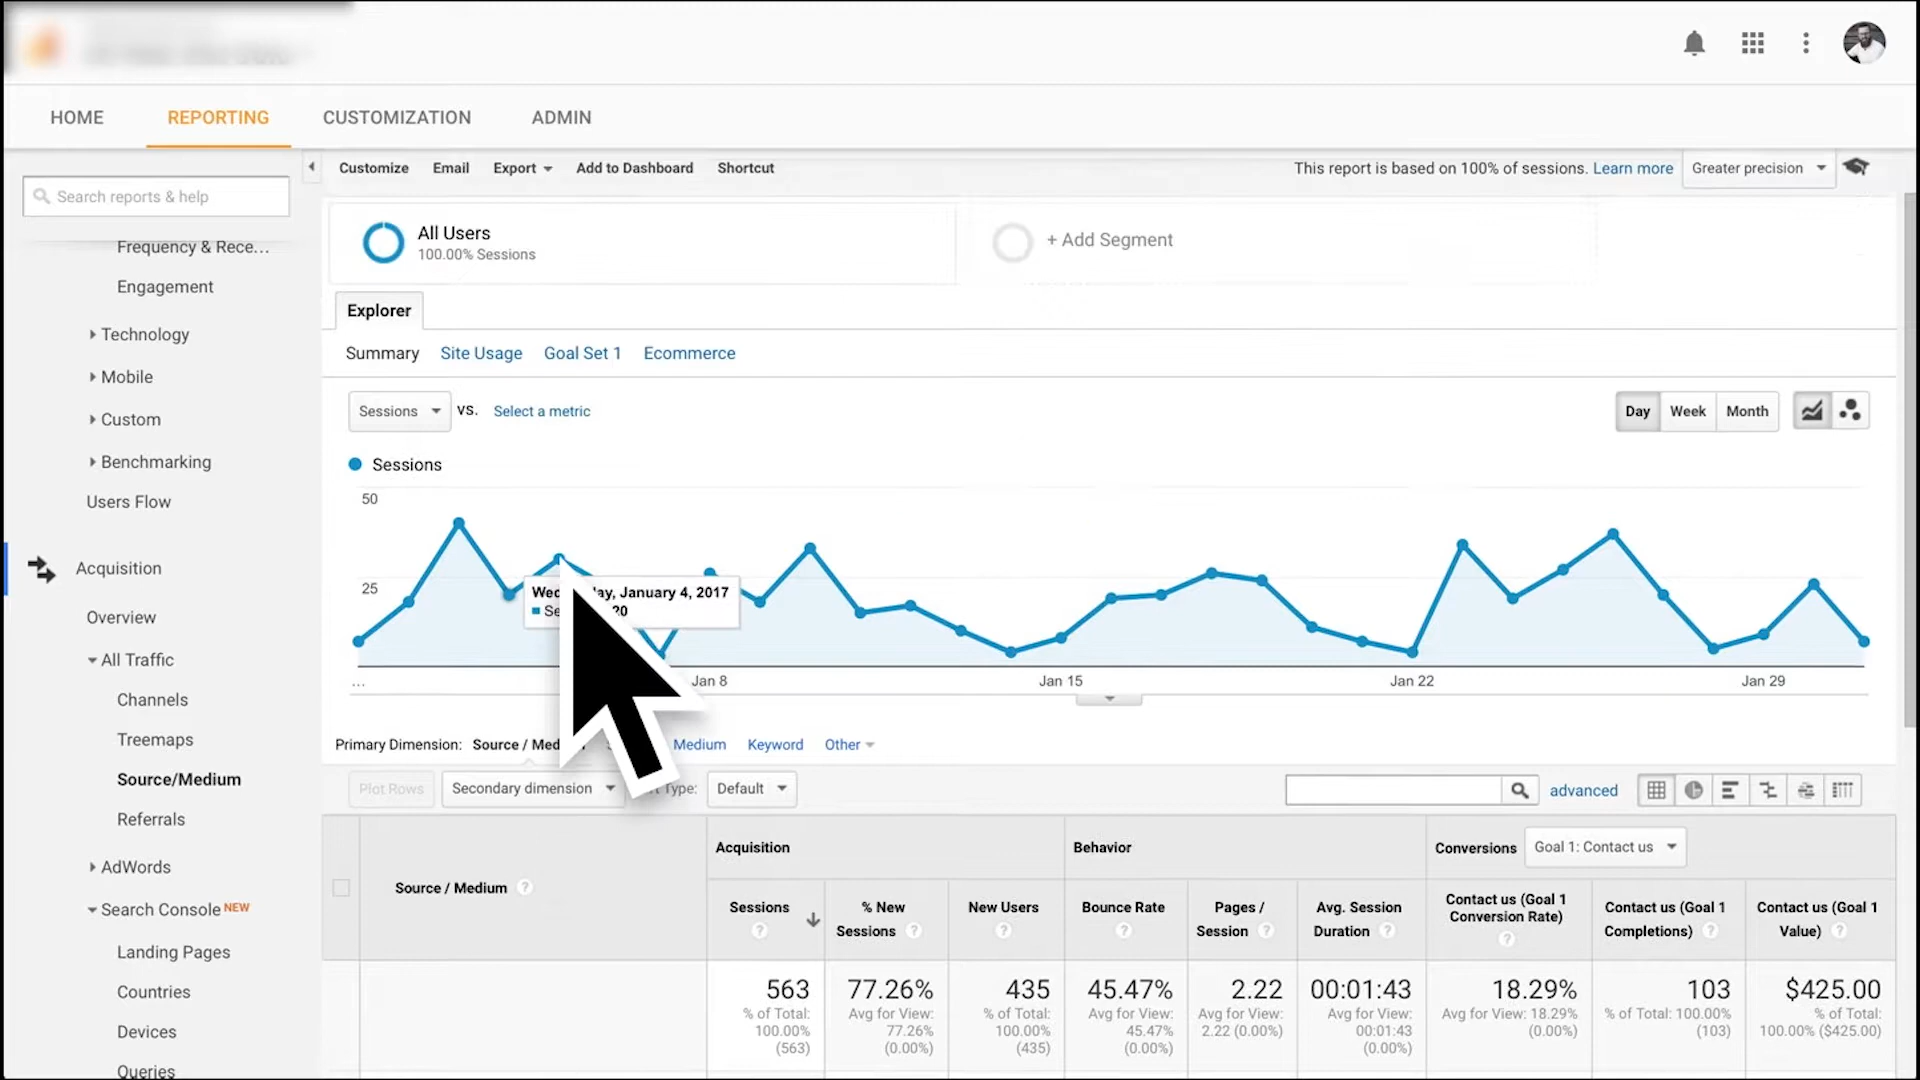 HOME REPORTING CUSTOMIZATION ADMIN
Search reports & help
Frequency & Rece...
Engagement
Technology
Mobile
Custom
Benchmarking
Users Flow
Acquisition
Overview
All Traffic
Channels
Treemaps
Source/Medium
Referrals
AdWords
Search Console NEW
Landing Pages
Countries
Devices
Queries
Customize Email Export Add to Dashboard Shortcut
This report is based on 100% of sessions. Learn more Greater precision
All Users
100.00% Sessions
+ Add Segment
Explorer
Summary Site Usage Goal Set 1 Ecommerce
Sessions VS. Select a metric
Day Week Month
Sessions
50
25
January 4, 2017
20
... Jan 8 Jan 15 Jan 22 Jan 29
Primary Dimension: Source / Medium Keyword Other
Plot Rows Secondary dimension Type: Default
advanced
Source / Medium ?
Acquisition Behavior Conversions Goal 1: Contact us
Sessions
?
% New
Sessions ?
New Users
?
Bounce Rate
?
Pages /
Session ?
Avg. Session
Duration ?
Contact us (Goal 1
Conversion Rate)
?
Contact us (Goal 1
Completions) ?
Contact us (Goal 1
Value) ?
563
% of Total:
100.00%
(563)
77.26%
Avg for View:
77.26%
(0.00%)
435
% of Total:
100.00%
(435)
45.47%
Avg for View:
45.47%
(0.00%)
2.22
Avg for View:
2.22 (0.00%)
00:01:43
Avg for View:
00:01:43
(0.00%)
18.29%
Avg for View: 18.29%
(0.00%)
103
% of Total: 100.00%
(103)
$425.00
% of Total:
100.00% ($425.00)